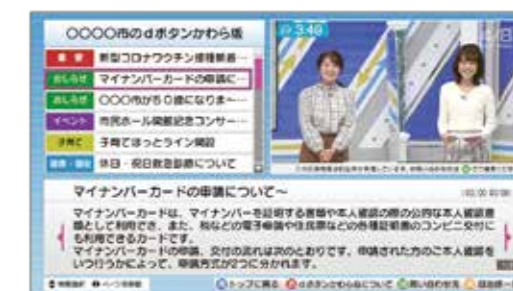 ○○○○市のdボタンかわら版
重要 新型コロナワクチン接種
おしらせ マイナンバーカードの申請に…
おしらせ ○○○市が50歳になりま～…
イベント 市民ホール開館記念コンサー…
子育て 子育てほっとライン開設
休日・祝日救急診療について
3:49
マイナンバーカードの申請について～
マイナンバーカードは、マイナンバーを証明する書類や本人確認の際の公的な本人確認書
類として利用でき、また、税などの電子申請や住民票などの各種証明書のコンビニ交付に
も利用できるカードです。
マイナンバーカードの申請、交付の流れは次のとおりです。申請された方のご本人確認を
いつ行うかによって、申請方式が2つに分かれます。
トップに戻る dボタンかわら版について お問い合わせ先